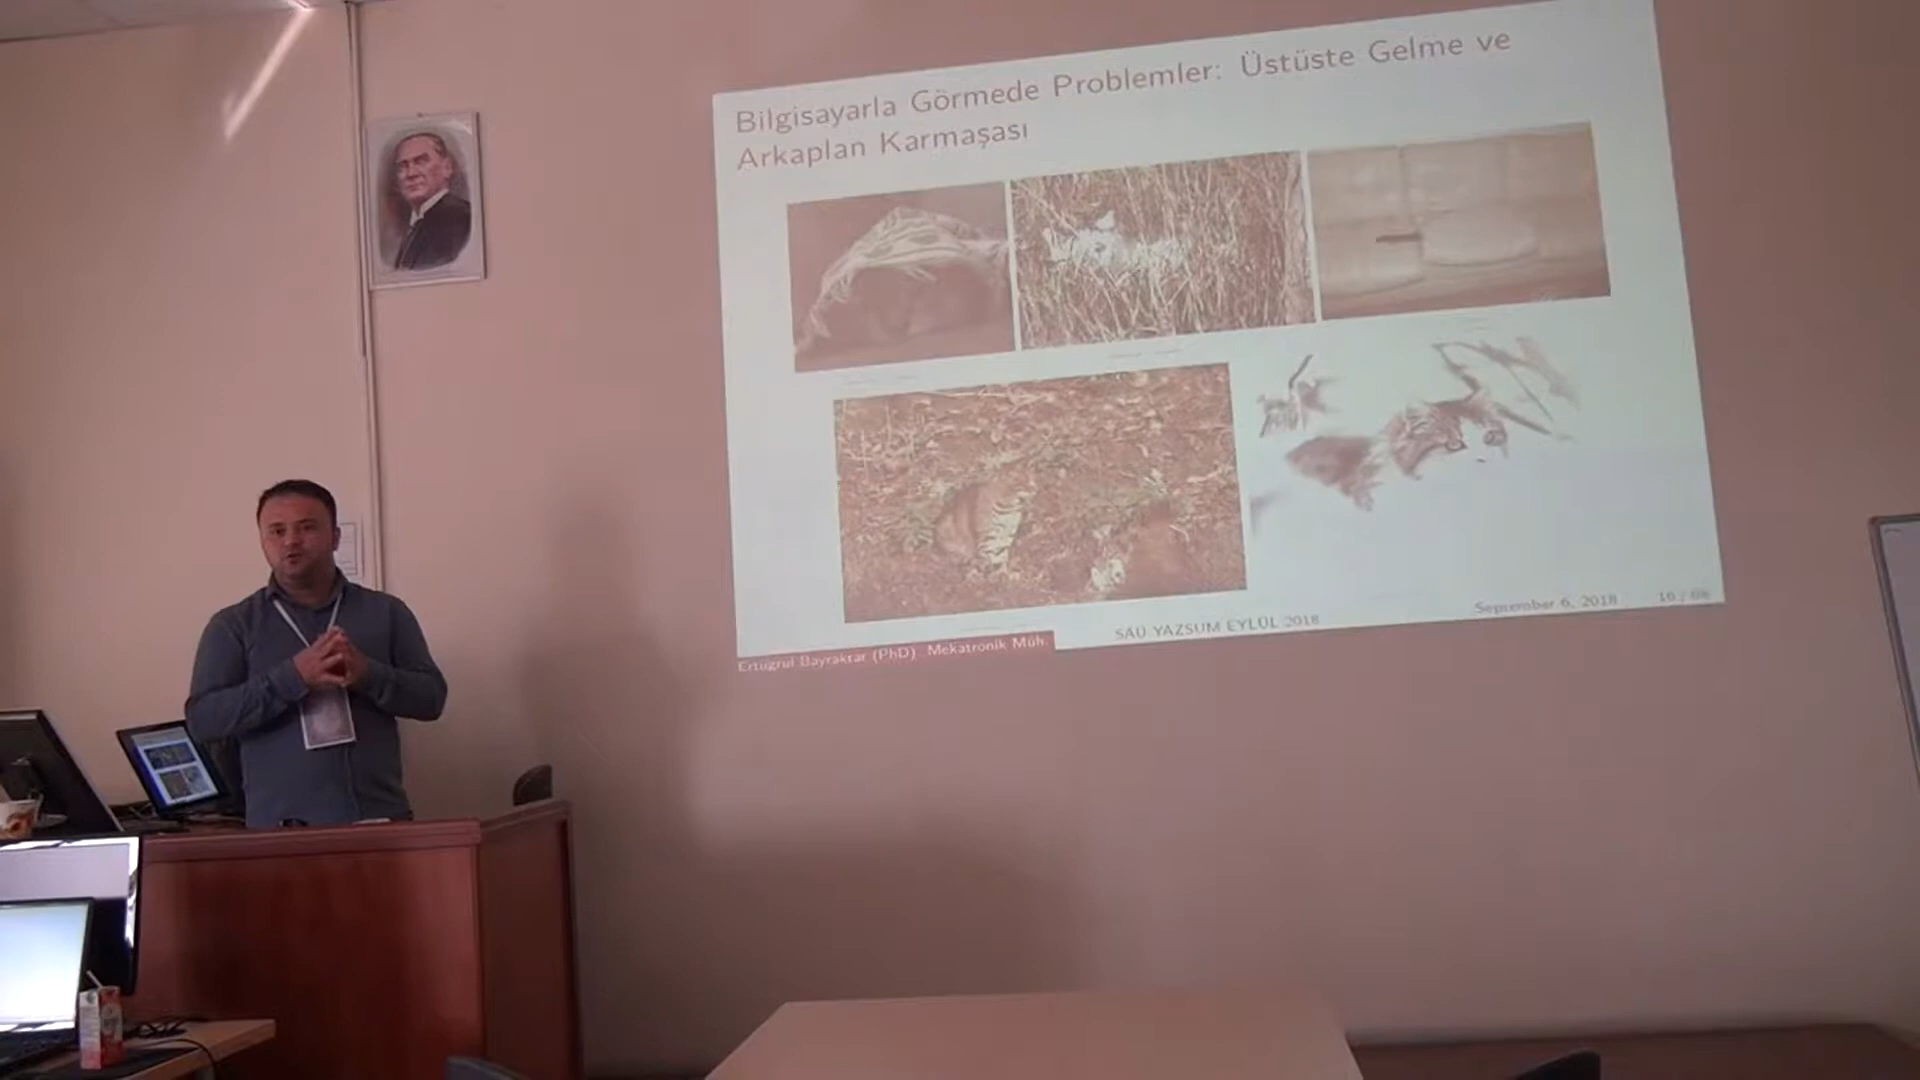 Bilgisayarla Görmede Problemler: Üstüste Gelme ve
Arkaplan Karmaşası
Ertuğrul Bayraktar (PhD) Mekatronik Müh.
SAÜ YAZSUM EYLÜL 2018
September 6, 2018